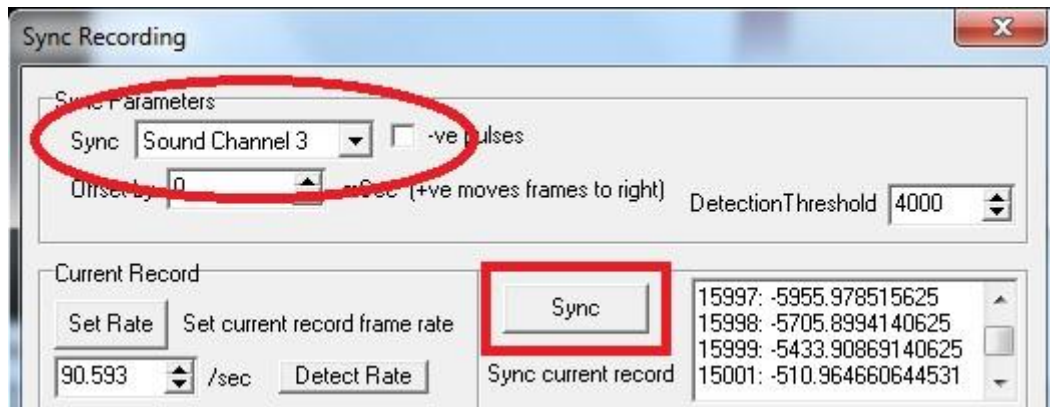 Sync Recording
Sync Parameters
Sync Sound Channel 3 -ve pulses
Offset by 0 mSec (+ve moves frames to right)
DetectionThreshold 4000
Current Record
Set Rate Set current record frame rate
90.593 /sec Detect Rate
Sync
Sync current record
15997: -5955.978515625
15998: -5705.8994140625
15999: -5433.90869140625
15001: -510.964660644531